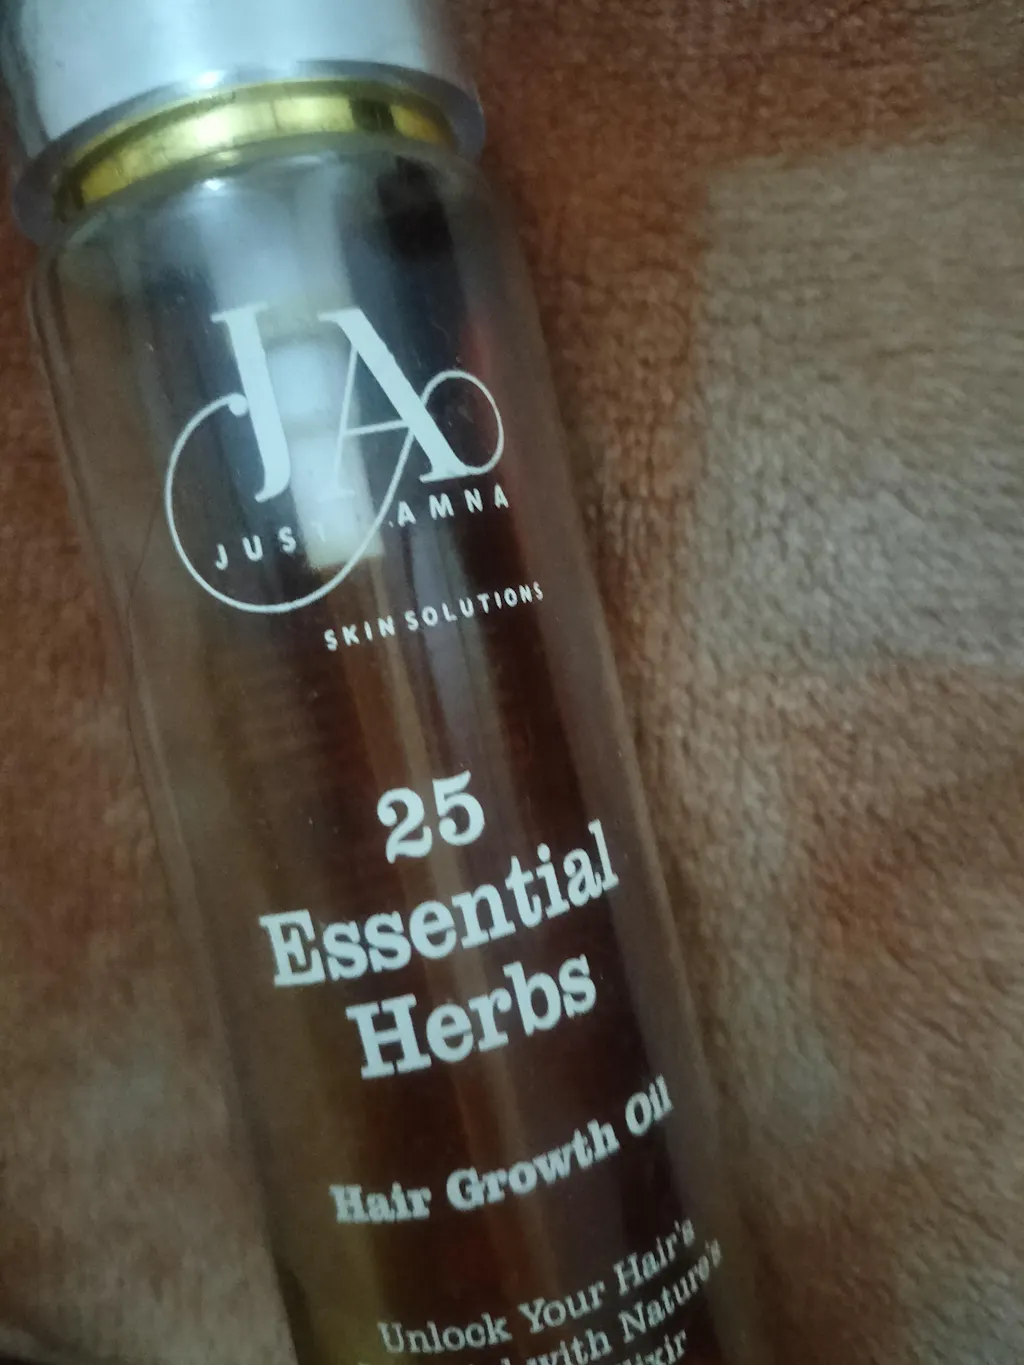 JA
JUST AMNA
SKIN SOLUTIONS
25
Essential
Herbs
Hair Growth Oil
Unlock Your Hair's
with Nature's